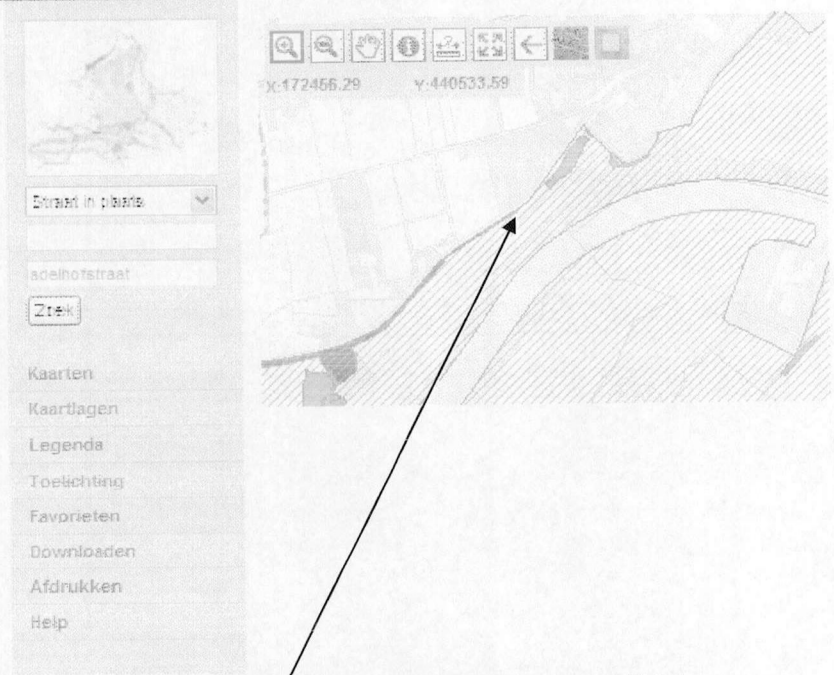 X:172456.29 Y:440533.59
Straat in plaats
adelhofstraat
Zoek
Kaarten
Kaartlagen
Legenda
Toelichting
Favorieten
Downloaden
Afdrukken
Help